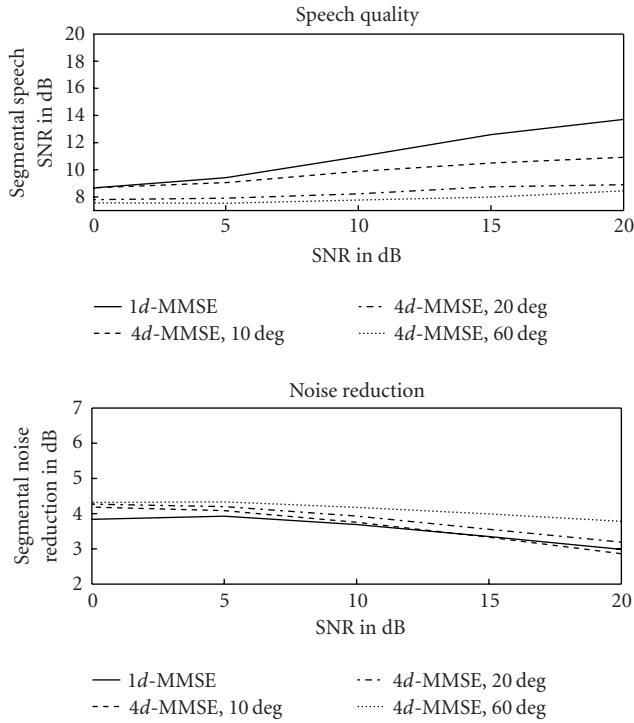 Speech quality
Segmental speech
SNR in dB
20
18
16
14
12
10
8
0 5 10 15 20
SNR in dB
1d-MMSE
4d-MMSE, 10 deg
4d-MMSE, 20 deg
4d-MMSE, 60 deg
Noise reduction
Segmental noise
reduction in dB
7
6
5
4
3
2
0 5 10 15 20
SNR in dB
1d-MMSE
4d-MMSE, 10 deg
4d-MMSE, 20 deg
4d-MMSE, 60 deg